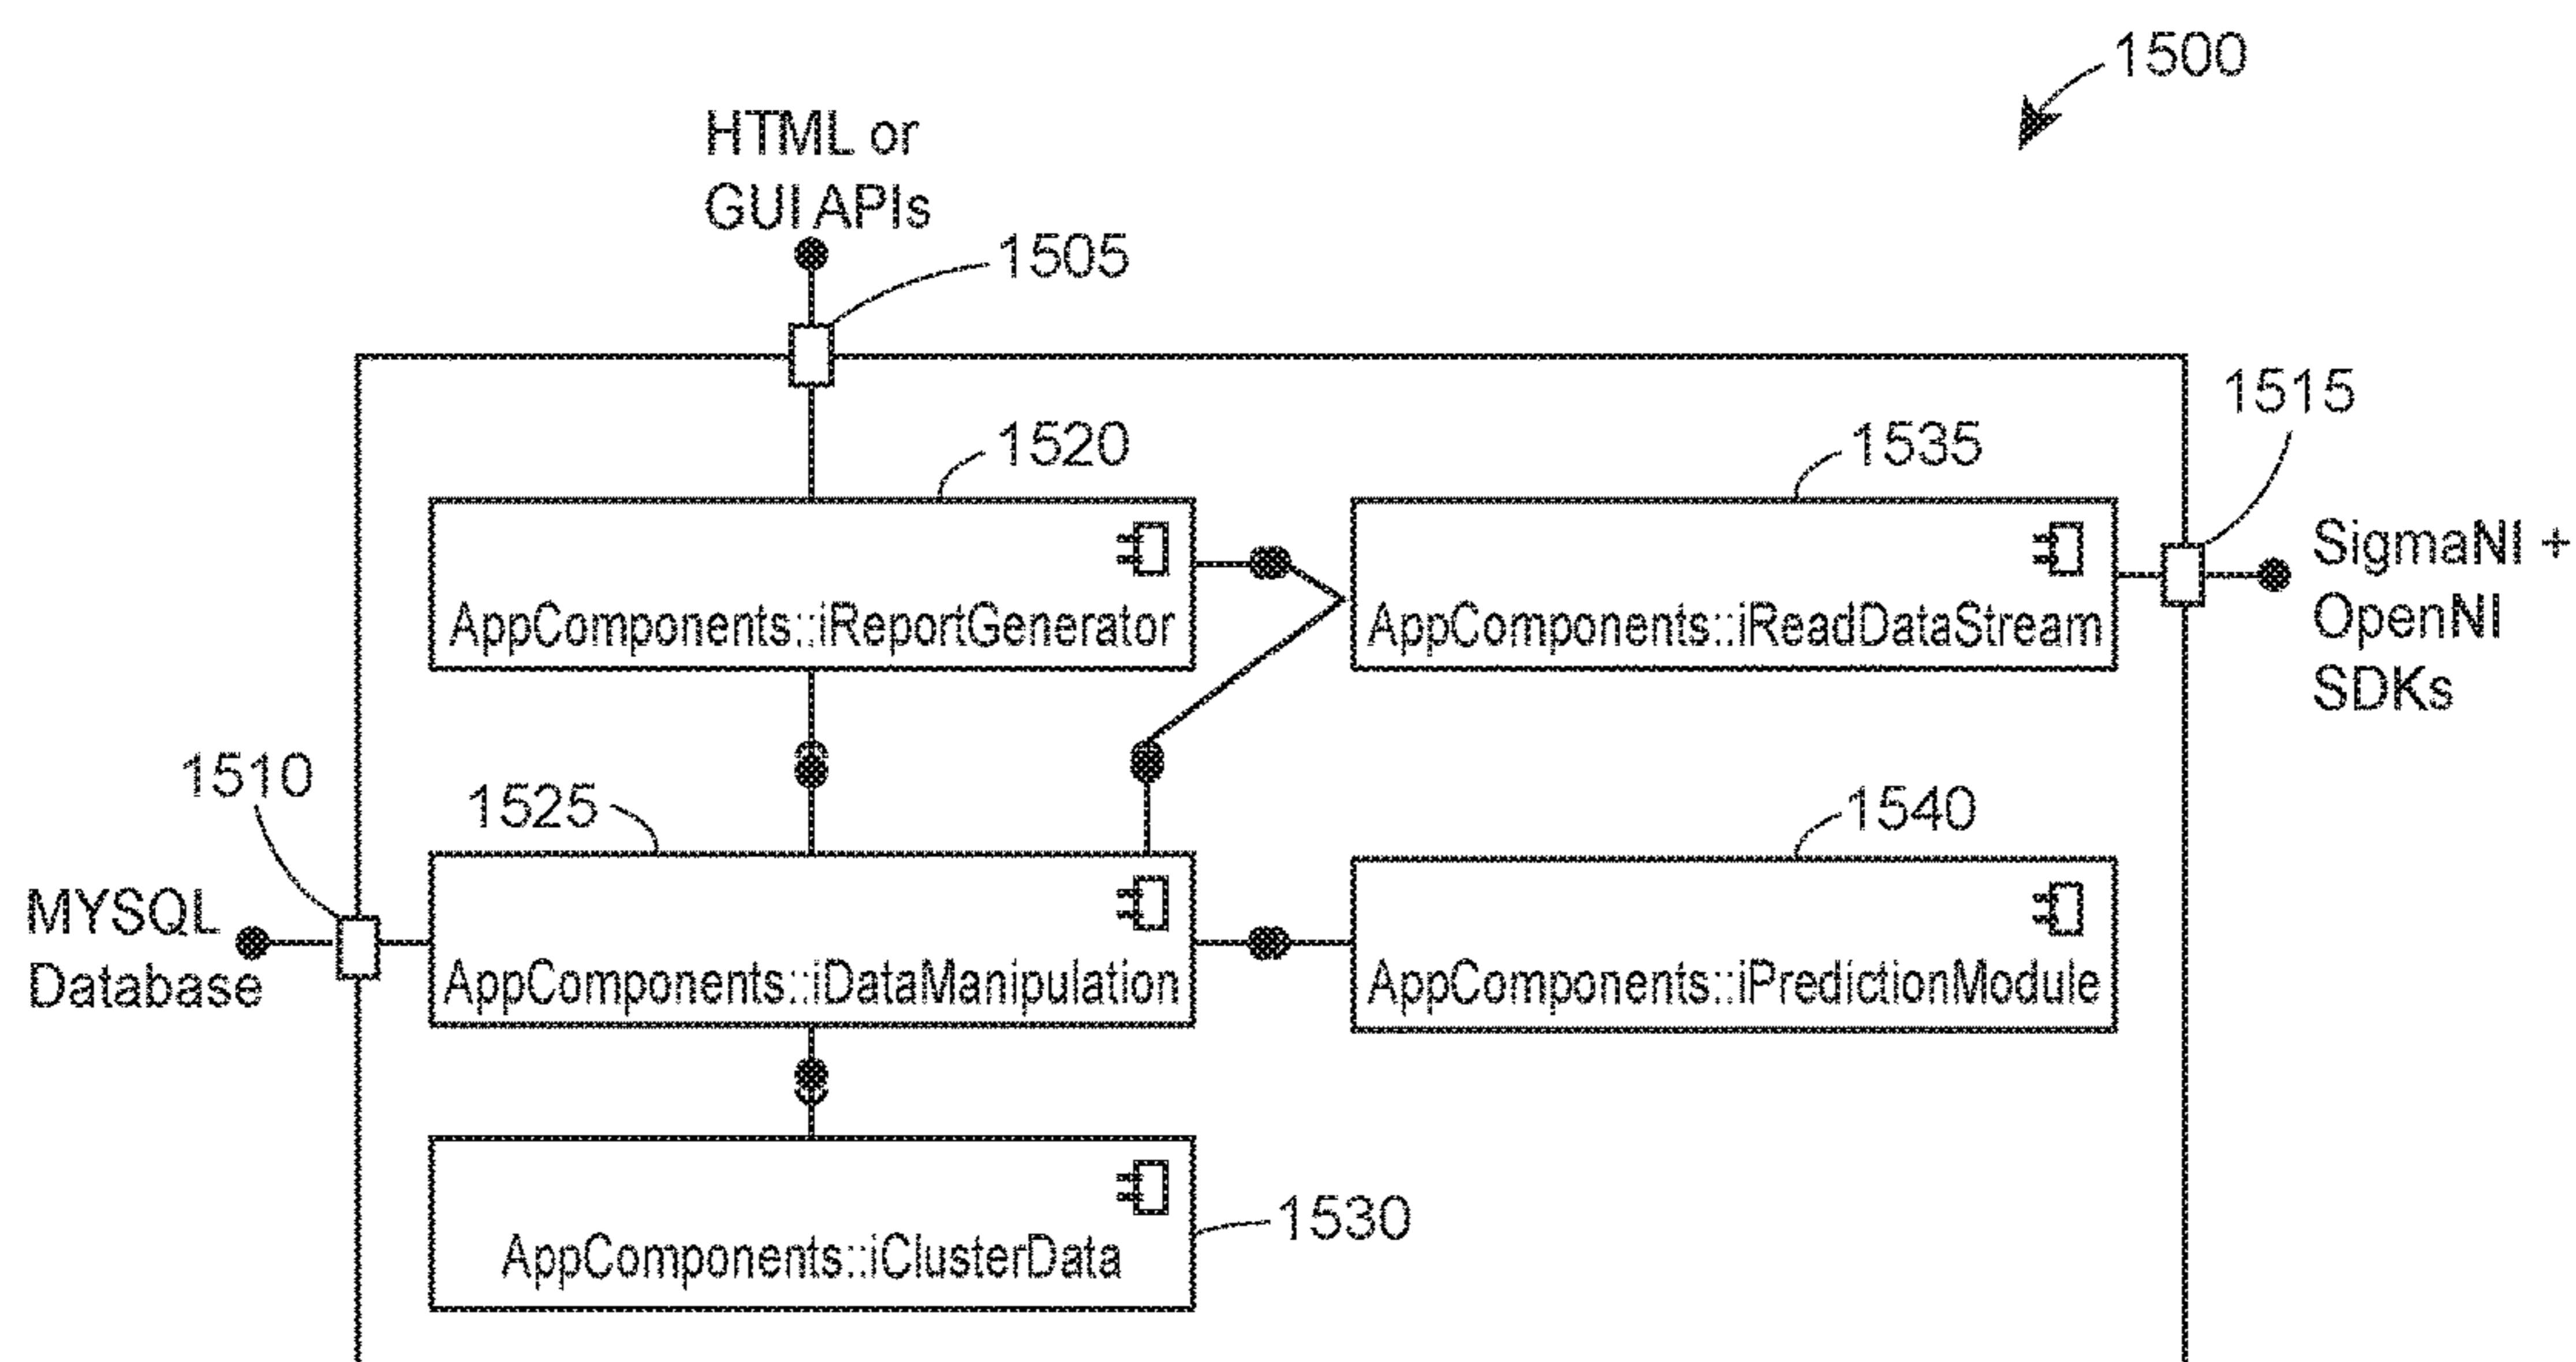 1500
HTML or
GUI APIs
1505
1515
1520
1535
SigmaNI +
OpenNI
SDKs
AppComponents::iReportGenerator
AppComponents::iReadDataStream
1510
1525
1540
MYSQL
Database
AppComponents::iDataManipulation
AppComponents::iPredictionModule
1530
AppComponents::iClusterData